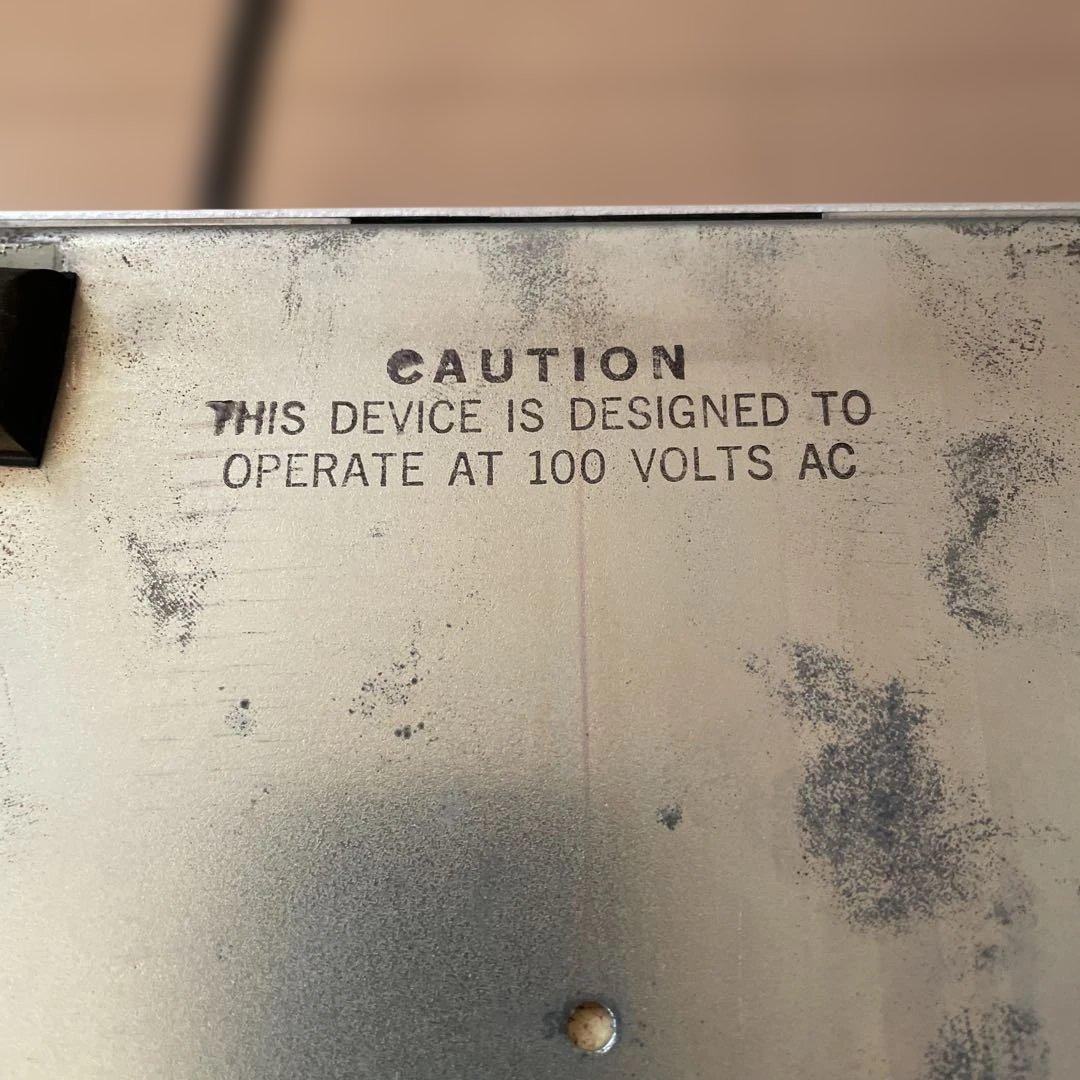 CAUTION
THIS DEVICE IS DESIGNED TO
OPERATE AT 100 VOLTS AC